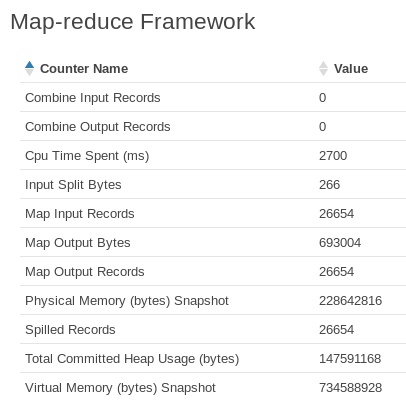 Map-reduce Framework
Counter Name Value
Combine Input Records 0
Combine Output Records 0
Cpu Time Spent (ms) 2700
Input Split Bytes 266
Map Input Records 26654
Map Output Bytes 693004
Map Output Records 26654
Physical Memory (bytes) Snapshot 228642816
Spilled Records 26654
Total Committed Heap Usage (bytes) 147591168
Virtual Memory (bytes) Snapshot 734588928